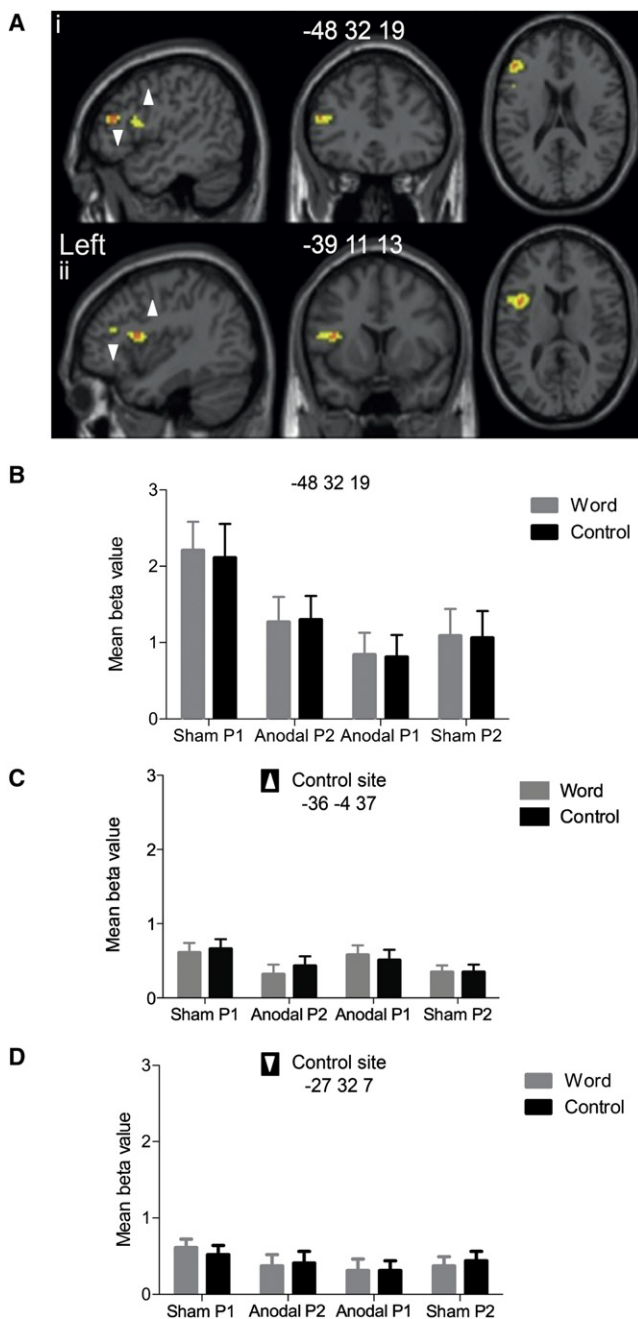 A
i
-48 32 19
Left
ii
-39 11 13
B
-48 32 19
3
2
1
0
Mean beta value
Word
Control
Sham P1 Anodal P2 Anodal P1 Sham P2
C
Control site
-36 -4 37
3
2
1
0
Mean beta value
Word
Control
Sham P1 Anodal P2 Anodal P1 Sham P2
D
Control site
-27 32 7
3
2
1
0
Mean beta value
Word
Control
Sham P1 Anodal P2 Anodal P1 Sham P2